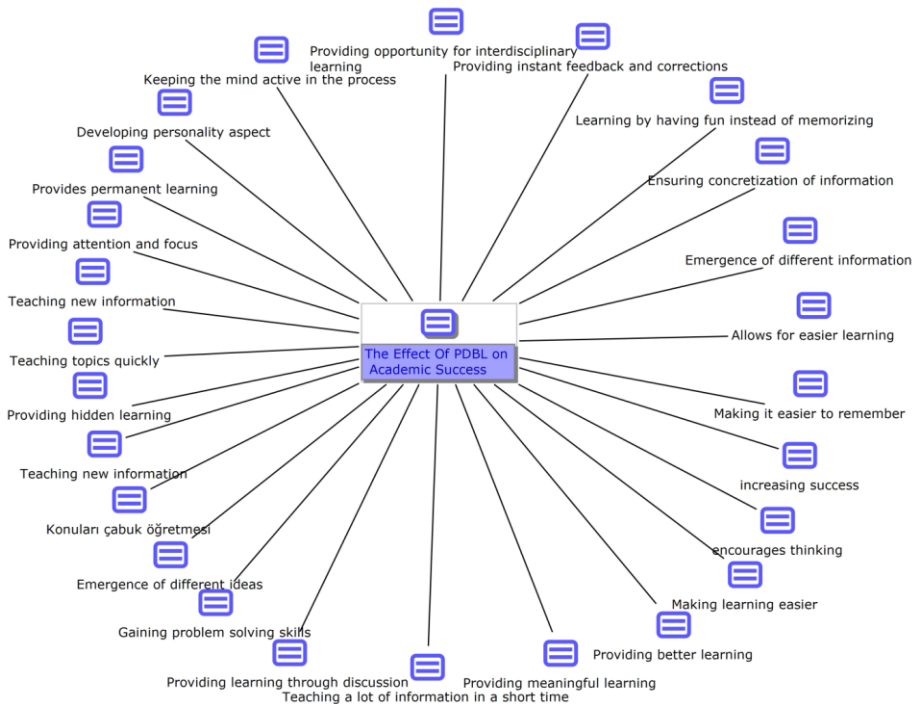 Providing opportunity for interdisciplinary
learning
Providing instant feedback and corrections
Keeping the mind active in the process
Learning by having fun instead of memorizing
Developing personality aspect
Ensuring concretization of information
Provides permanent learning
Providing attention and focus
Emergence of different information
Teaching new information
Allows for easier learning
Teaching topics quickly
The Effect Of PDBL on
Academic Success
Providing hidden learning
Making it easier to remember
Teaching new information
increasing success
Konuları çabuk öğretmesi
encourages thinking
Emergence of different ideas
Making learning easier
Gaining problem solving skills
Providing better learning
Providing learning through discussion
Providing meaningful learning
Teaching a lot of information in a short time